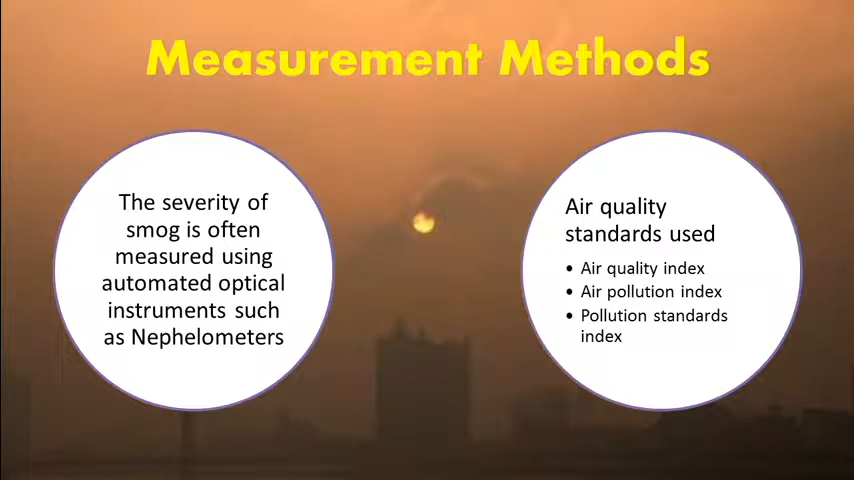 Measurement Methods
The severity of
smog is often
measured using
automated optical
instruments such
as Nephelometers
Air quality
standards used
• Air quality index
• Air pollution index
• Pollution standards
index